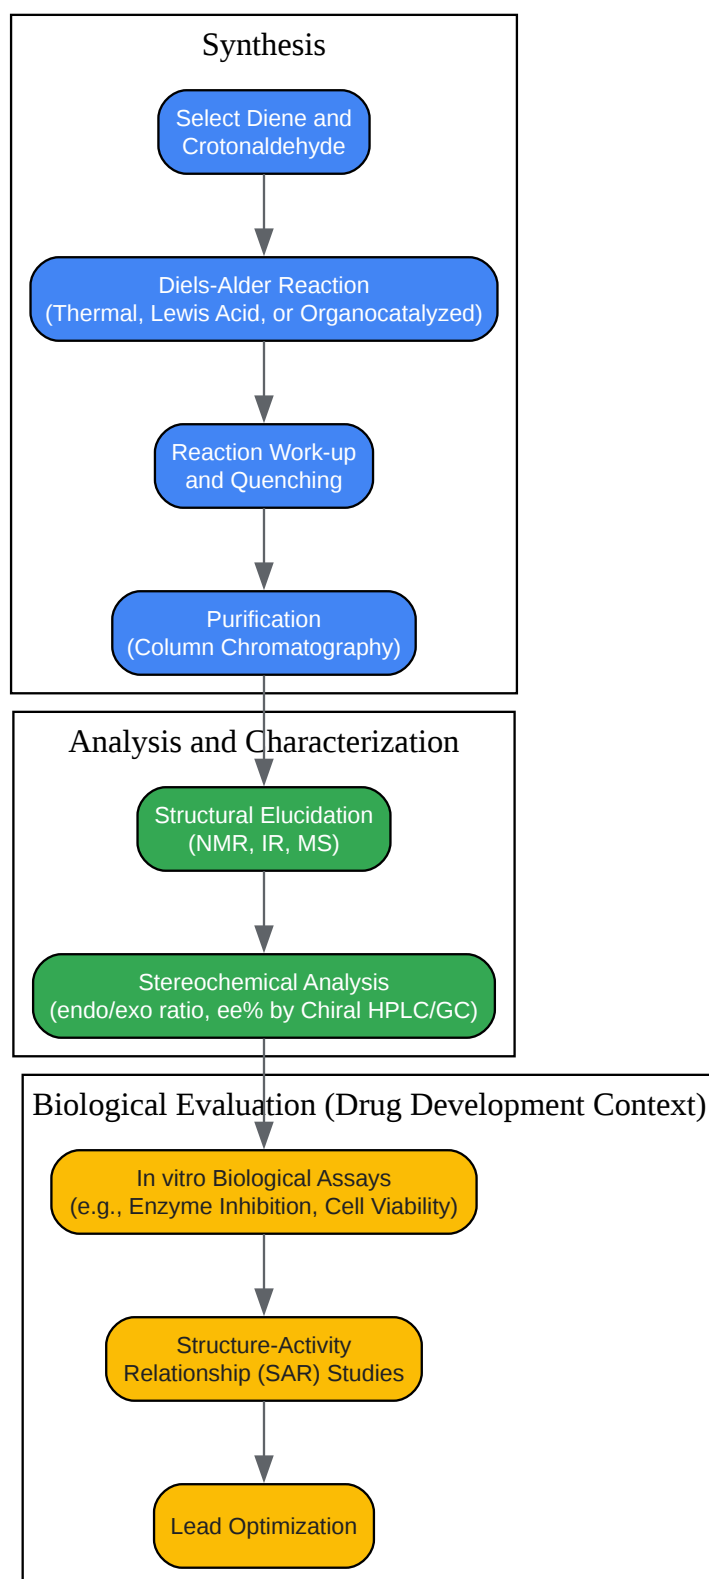 Synthesis
Select Diene and
Crotonaldehyde
Diels-Alder Reaction
(Thermal, Lewis Acid, or Organocatalyzed)
Reaction Work-up
and Quenching
Purification
(Column Chromatography)
Analysis and Characterization
Structural Elucidation
(NMR, IR, MS)
Stereochemical Analysis
(endo/exo ratio, ee% by Chiral HPLC/GC)
Biological Evaluation (Drug Development Context)
In vitro Biological Assays
(e.g., Enzyme Inhibition, Cell Viability)
Structure-Activity
Relationship (SAR) Studies
Lead Optimization